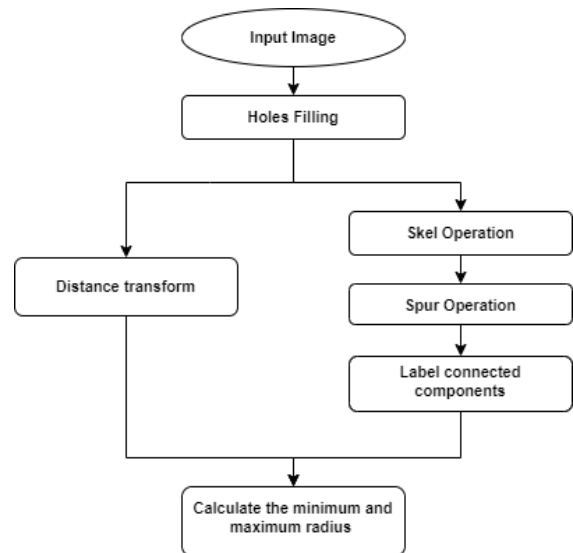 Input Image
Holes Filling
Skel Operation
Distance transform
Spur Operation
Label connected
components
Calculate the minimum and
maximum radius